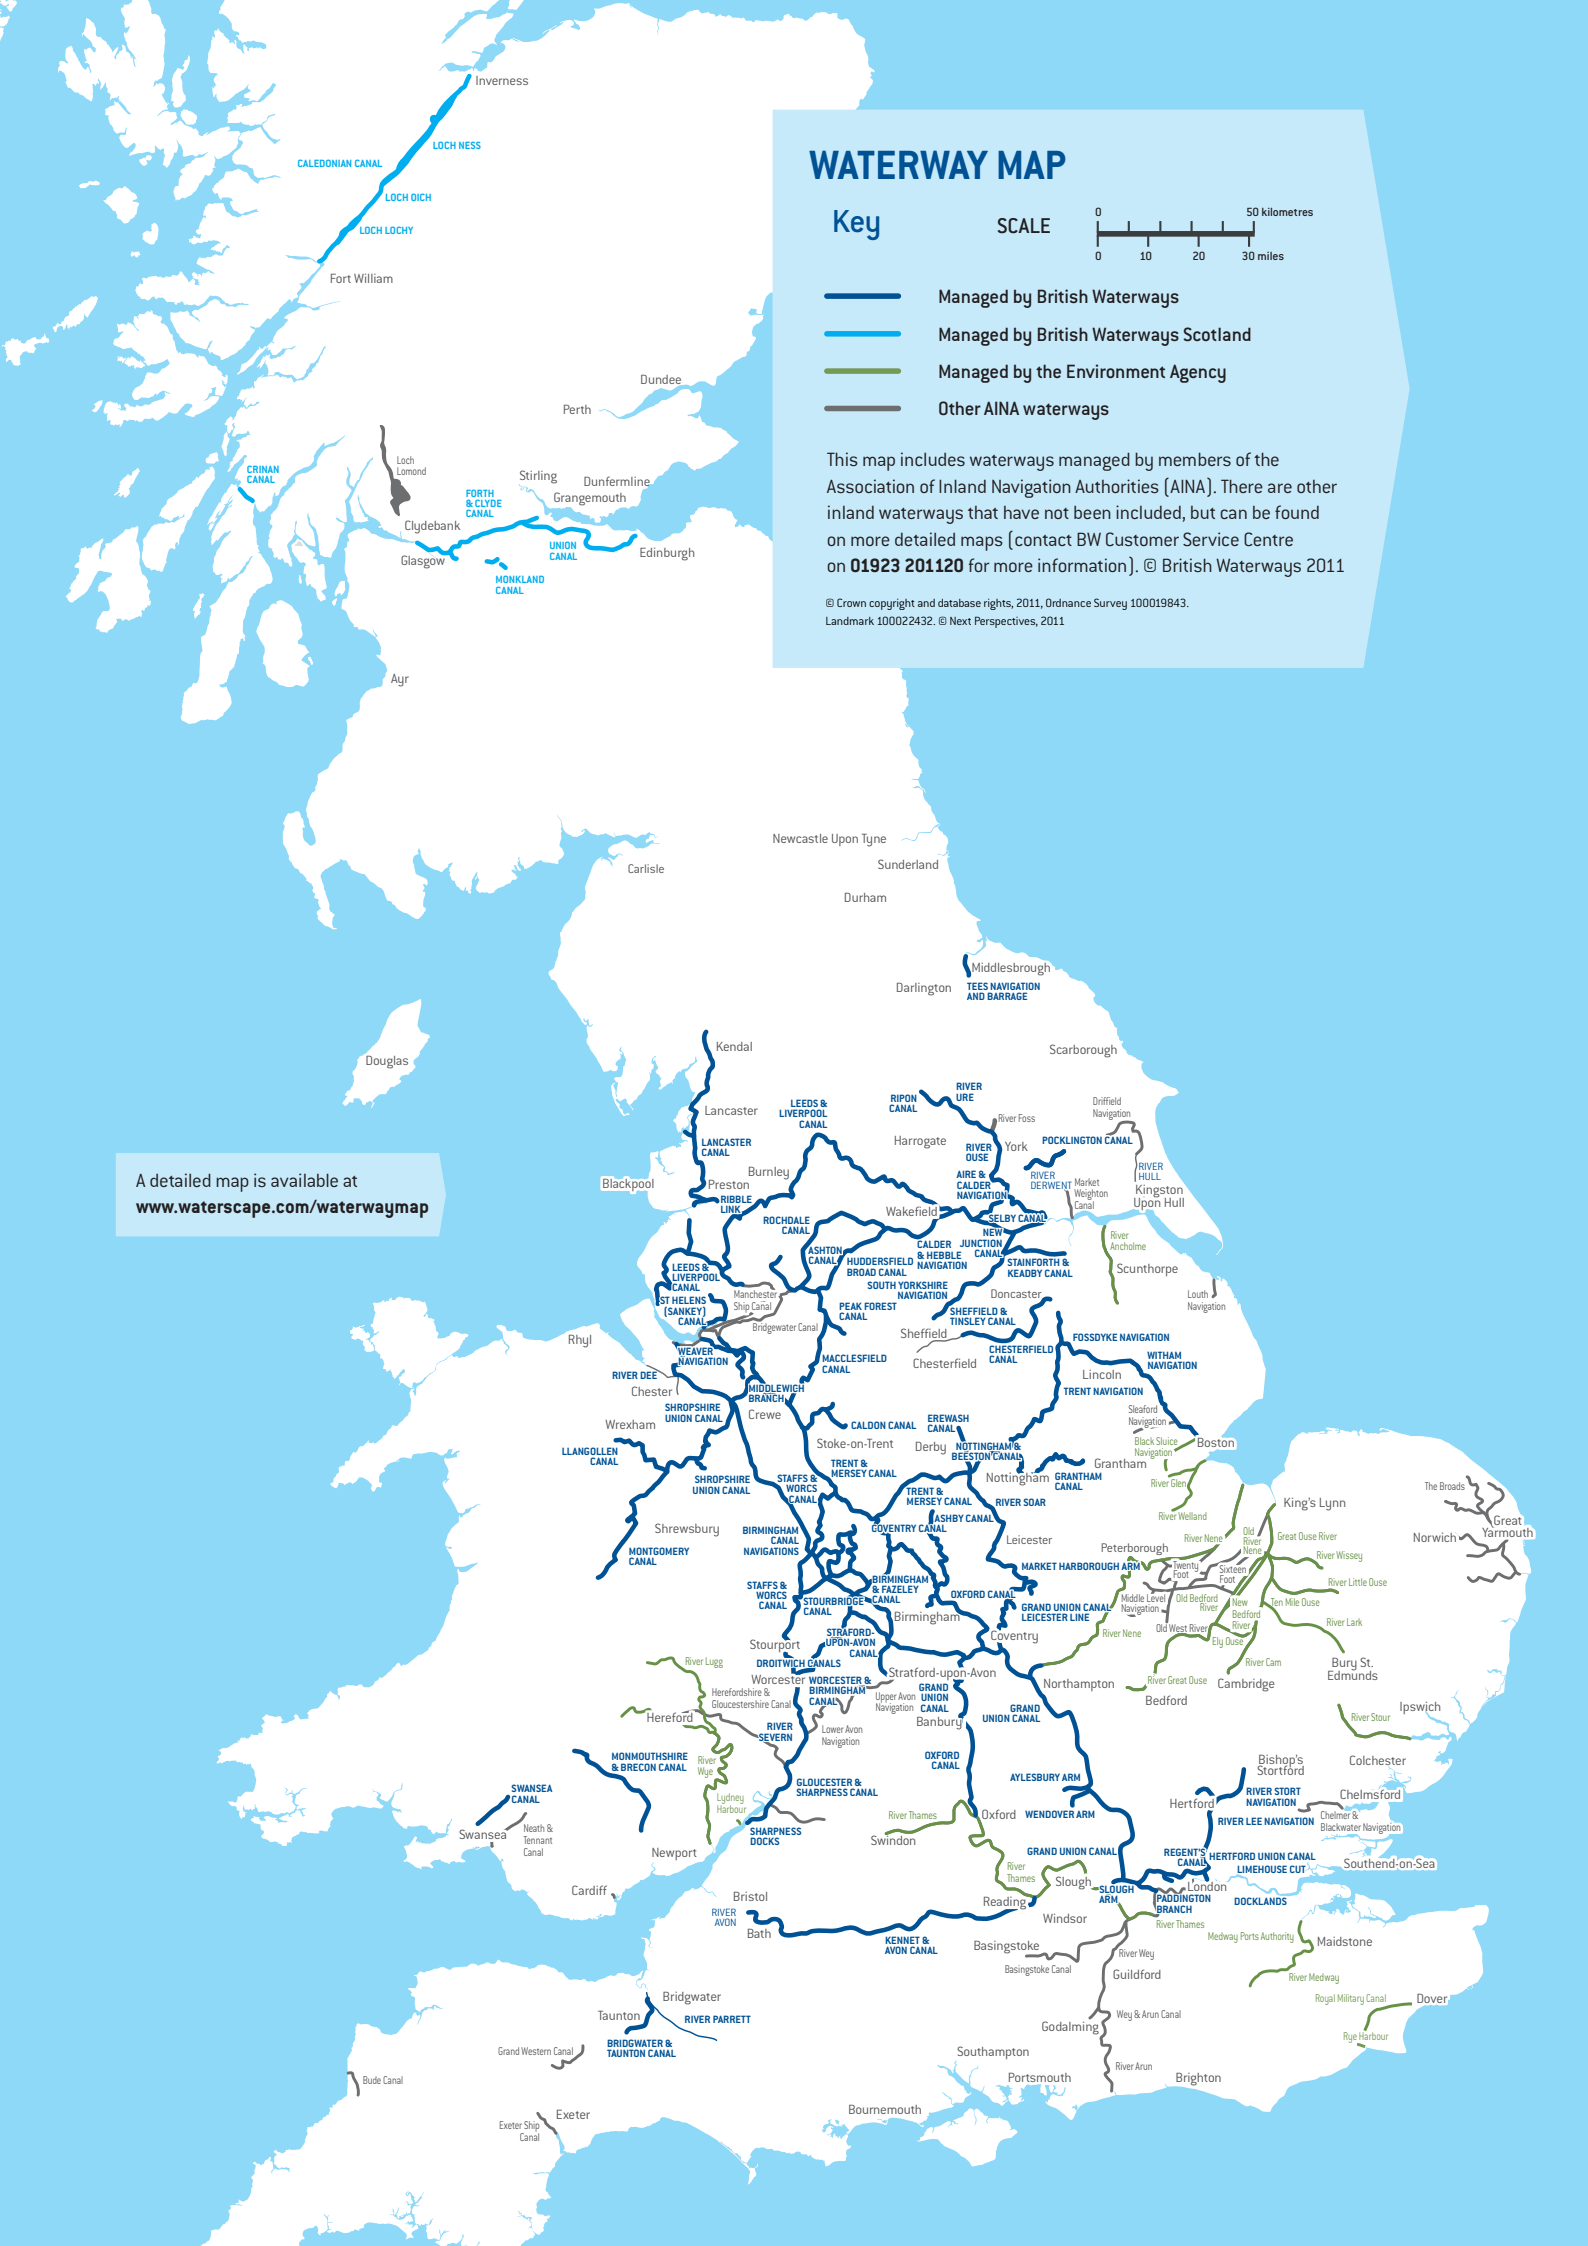 Inverness
LOCH NESS
CALEDONIAN CANAL
LOCH OICH
LOCH LOCHY
Fort William
WATERWAY MAP
Key
SCALE
0
50 kilometres
0
10
20
30 miles
Managed by British Waterways
Managed by British Waterways Scotland
Managed by the Environment Agency
Other AINA waterways
This map includes waterways managed by members of the
Association of Inland Navigation Authorities (AINA). There are other
inland waterways that have not been included, but can be found
on more detailed maps (contact BW Customer Service Centre
on 01923 201120 for more information). © British Waterways 2011
© Crown copyright and database rights, 2011, Ordnance Survey 100019843.
Landmark 100022432. © Next Perspectives, 2011
Dundee
Perth
Loch
Lomond
CRINAN
CANAL
Stirling
Dunfermline
Grangemouth
FORTH
& CLYDE
CANAL
Clydebank
Glasgow
UNION
CANAL
Edinburgh
MONKLAND
CANAL
Ayr
Newcastle Upon Tyne
Sunderland
Carlisle
Durham
Middlesbrough
Darlington
TEES NAVIGATION
AND BARRAGE
Douglas
Kendal
Scarborough
Lancaster
LEEDS &
LIVERPOOL
CANAL
RIPON
CANAL
RIVER
URE
River Foss
Driffield
Navigation
LANCASTER
CANAL
Harrogate
RIVER
OUSE
York
POCKLINGTON CANAL
A detailed map is available at
www.waterscape.com/waterwaymap
Blackpool
Burnley
Preston
AIRE &
CALDER
NAVIGATION
RIVER
DERWENT
Market
Weighton
Canal
RIVER
HULL
Kingston
Upon Hull
RIBBLE
LINK
ROCHDALE
CANAL
Wakefield
SELBY CANAL
NEW
JUNCTION
CANAL
River
Ancholme
Scunthorpe
ASHTON
CANAL
HUDDERSFIELD
BROAD CANAL
CALDER
& HEBBLE
NAVIGATION
STAINFORTH &
KEADBY CANAL
LEEDS &
LIVERPOOL
CANAL
SOUTH YORKSHIRE
NAVIGATION
Doncaster
Louth
Navigation
ST HELENS
(SANKEY)
CANAL
Manchester
Ship Canal
Bridgewater Canal
PEAK FOREST
CANAL
SHEFFIELD &
TINSLEY CANAL
Sheffield
Chesterfield
CHESTERFIELD
CANAL
FOSSDYKE NAVIGATION
WITHAM
NAVIGATION
Lincoln
Rhyl
WEAVER
NAVIGATION
RIVER DEE
Chester
MACCLESFIELD
CANAL
MIDDLEWICH
BRANCH
TRENT NAVIGATION
SHROPSHIRE
UNION CANAL
Crewe
Wrexham
CALDON CANAL
EREWASH
CANAL
Sleaford
Navigation
Black Sluice
Navigation
Boston
LLANGOLLEN
CANAL
Stoke-on-Trent
Derby
NOTTINGHAM &
BEESTON CANAL
Nottingham
Grantham
GRANTHAM
CANAL
TRENT &
MERSEY CANAL
SHROPSHIRE
UNION CANAL
STAFFS &
WORCS
CANAL
TRENT &
MERSEY CANAL
RIVER SOAR
River Glen
River Welland
The Broads
Great
Yarmouth
Norwich
King's Lynn
Shrewsbury
MONTGOMERY
CANAL
BIRMINGHAM
CANAL
NAVIGATIONS
COVENTRY CANAL
ASHBY CANAL
Leicester
Peterborough
River Nene
Old
River
Nene
Great Ouse River
River Wissey
MARKET HARBOROUGH ARM
Twenty
Foot
Sixteen
Foot
River Little Ouse
STAFFS &
WORCS
CANAL
STOURBRIDGE
CANAL
BIRMINGHAM
& FAZELEY
CANAL
Birmingham
OXFORD CANAL
GRAND UNION CANAL
LEICESTER LINE
Middle Level
Navigation
Old Bedford
River
New
Bedford
River
Ten Mile Ouse
River Lark
Old West River
Ely Ouse
River Cam
Stourport
STRAFORD-
UPON-AVON
CANAL
Coventry
River Nene
Bury St.
Edmunds
DROITWICH CANALS
River Lugg
Worcester
WORCESTER &
BIRMINGHAM
CANAL
Stratford-upon-Avon
Northampton
River Great Ouse
Cambridge
Bedford
Herefordshire &
Gloucestershire Canal
Upper Avon
Navigation
GRAND
UNION
CANAL
Banbury
GRAND
UNION CANAL
Hereford
RIVER
SEVERN
Lower Avon
Navigation
River Stour
Ipswich
MONMOUTHSHIRE
& BRECON CANAL
River
Wye
OXFORD
CANAL
Bishop's
Stortford
Colchester
SWANSEA
CANAL
GLOUCESTER &
SHARPNESS CANAL
AYLESBURY ARM
RIVER STORT
NAVIGATION
Chelmsford
Lydney
Harbour
River Thames
Oxford
WENDOVER ARM
Hertford
RIVER LEE NAVIGATION
Chelmer &
Blackwater Navigation
Swansea
Neath &
Tennant
Canal
SHARPNESS
DOCKS
Swindon
Newport
GRAND UNION CANAL
REGENT'S
CANAL
HERTFORD UNION CANAL
LIMEHOUSE CUT
Southend-on-Sea
River
Thames
Slough
SLOUGH
ARM
London
Cardiff
Bristol
RIVER
AVON
Reading
Windsor
PADDINGTON
BRANCH
DOCKLANDS
River Thames
Bath
KENNET &
AVON CANAL
Basingstoke
Basingstoke Canal
Medway Ports Authority
Maidstone
River Wey
Guildford
River Medway
Bridgwater
Royal Military Canal
Dover
Taunton
RIVER PARRETT
Wey & Arun Canal
Godalming
Rye Harbour
BRIDGWATER &
TAUNTON CANAL
Grand Western Canal
Southampton
River Arun
Bude Canal
Portsmouth
Brighton
Bournemouth
Exeter
Exeter Ship
Canal